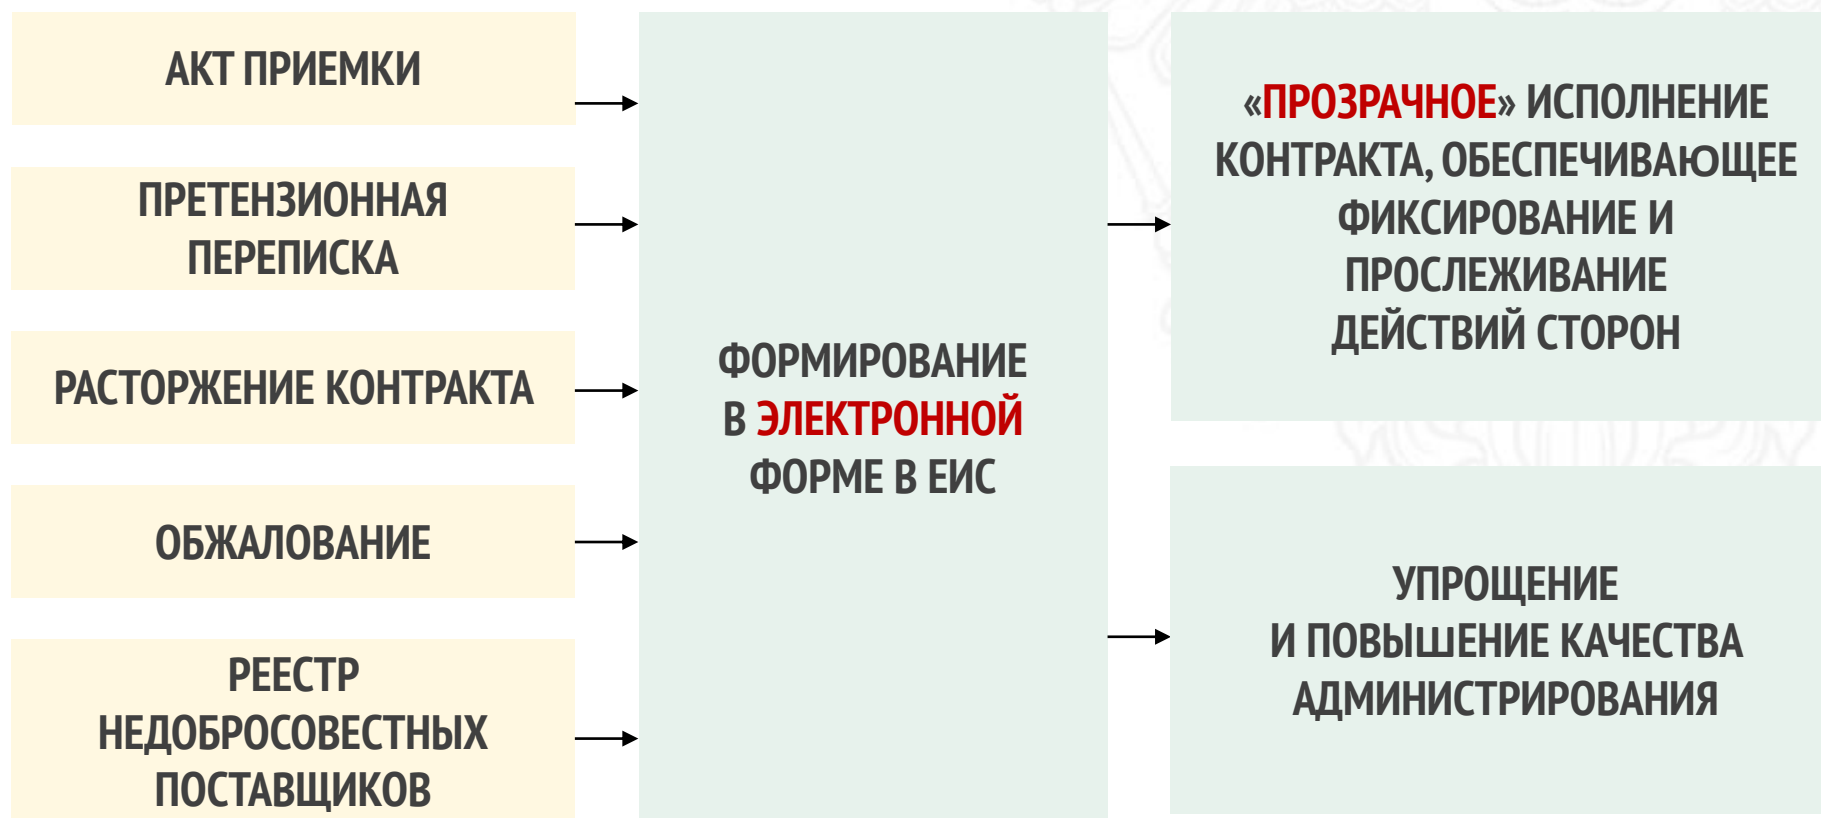 АКТ ПРИЕМКИ
ПРЕТЕНЗИОННАЯ
ПЕРЕПИСКА
РАСТОРЖЕНИЕ КОНТРАКТА
ОБЖАЛОВАНИЕ
РЕЕСТР
НЕДОБРОСОВЕСТНЫХ
ПОСТАВЩИКОВ
ФОРМИРОВАНИЕ
В ЭЛЕКТРОННОЙ
ФОРМЕ В ЕИС
«ПРОЗРАЧНОЕ» ИСПОЛНЕНИЕ
КОНТРАКТА, ОБЕСПЕЧИВАЮЩЕЕ
ФИКСИРОВАНИЕ И
ПРОСЛЕЖИВАНИЕ
ДЕЙСТВИЙ СТОРОН
УПРОЩЕНИЕ
И ПОВЫШЕНИЕ КАЧЕСТВА
АДМИНИСТРИРОВАНИЯ